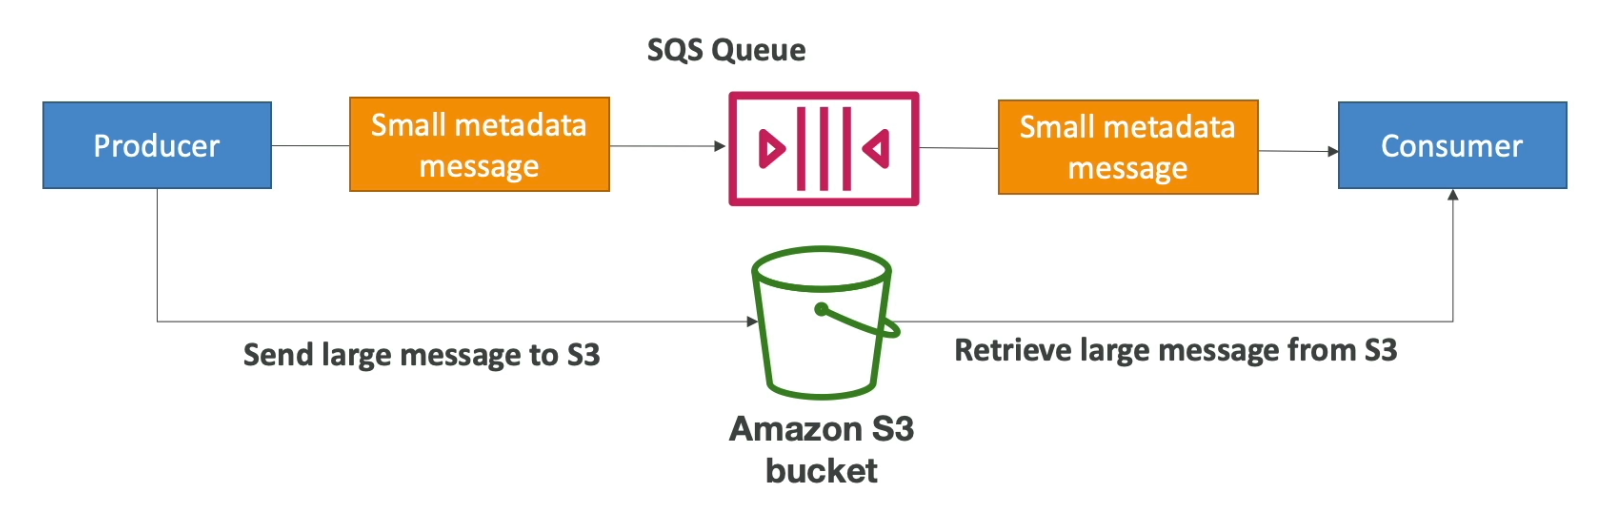 SQS Queue
Producer
Small metadata
message
Small metadata
message
Consumer
Send large message to S3
Retrieve large message from S3
Amazon S3
bucket